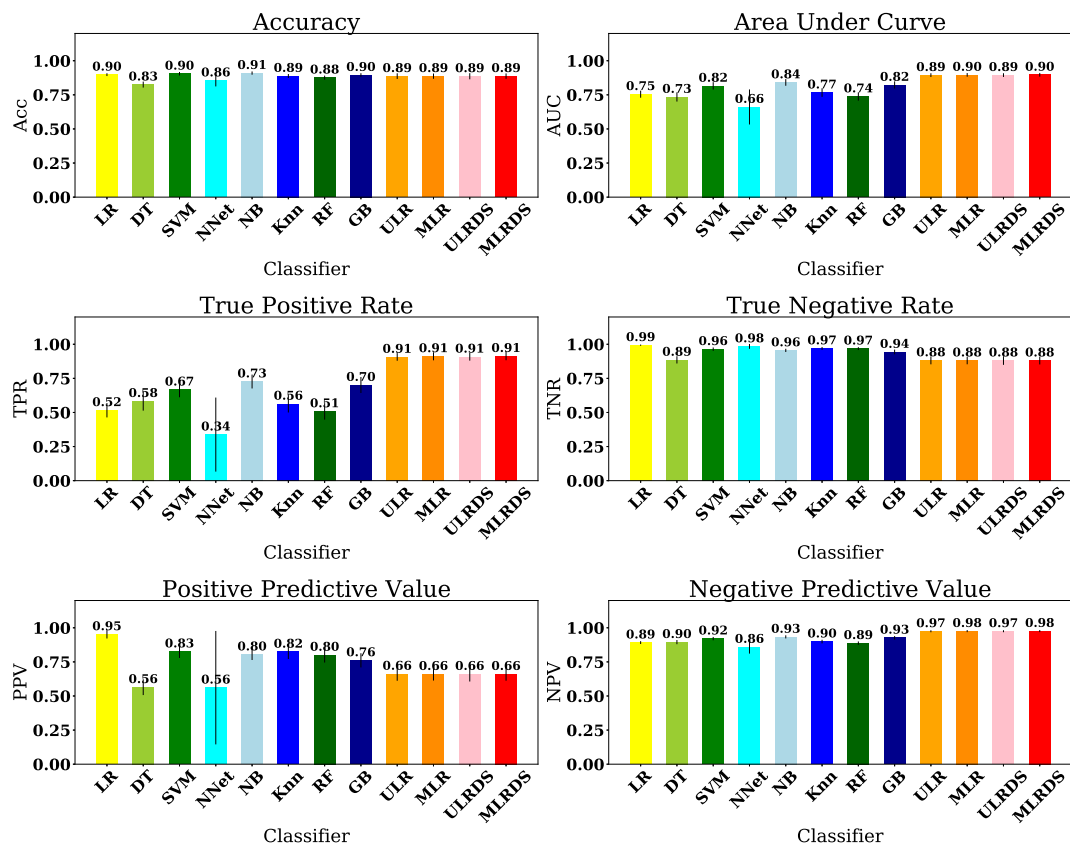 Accuracy
Acc
1.00
0.75
0.50
0.25
0.00
0.90 0.83 0.90 0.86 0.91 0.89 0.88 0.90 0.89 0.89 0.89 0.89
LR DT SVM NNet NB Knn RF GB ULR MLR ULRDS MLRDS
Classifier
Area Under Curve
AUC
1.00
0.75
0.50
0.25
0.00
0.75 0.73 0.82 0.66 0.84 0.77 0.74 0.82 0.89 0.90 0.89 0.90
LR DT SVM NNet NB Knn RF GB ULR MLR ULRDS MLRDS
Classifier
True Positive Rate
TPR
1.00
0.75
0.50
0.25
0.00
0.52 0.58 0.67 0.34 0.73 0.56 0.51 0.70 0.91 0.91 0.91 0.91
LR DT SVM NNet NB Knn RF GB ULR MLR ULRDS MLRDS
Classifier
True Negative Rate
TNR
1.00
0.75
0.50
0.25
0.00
0.99 0.89 0.96 0.98 0.96 0.97 0.97 0.94 0.88 0.88 0.88 0.88
LR DT SVM NNet NB Knn RF GB ULR MLR ULRDS MLRDS
Classifier
Positive Predictive Value
PPV
1.00
0.75
0.50
0.25
0.00
0.95 0.56 0.83 0.56 0.80 0.82 0.80 0.76 0.66 0.66 0.66 0.66
LR DT SVM NNet NB Knn RF GB ULR MLR ULRDS MLRDS
Classifier
Negative Predictive Value
NPV
1.00
0.75
0.50
0.25
0.00
0.89 0.90 0.92 0.86 0.93 0.90 0.89 0.93 0.97 0.98 0.97 0.98
LR DT SVM NNet NB Knn RF GB ULR MLR ULRDS MLRDS
Classifier